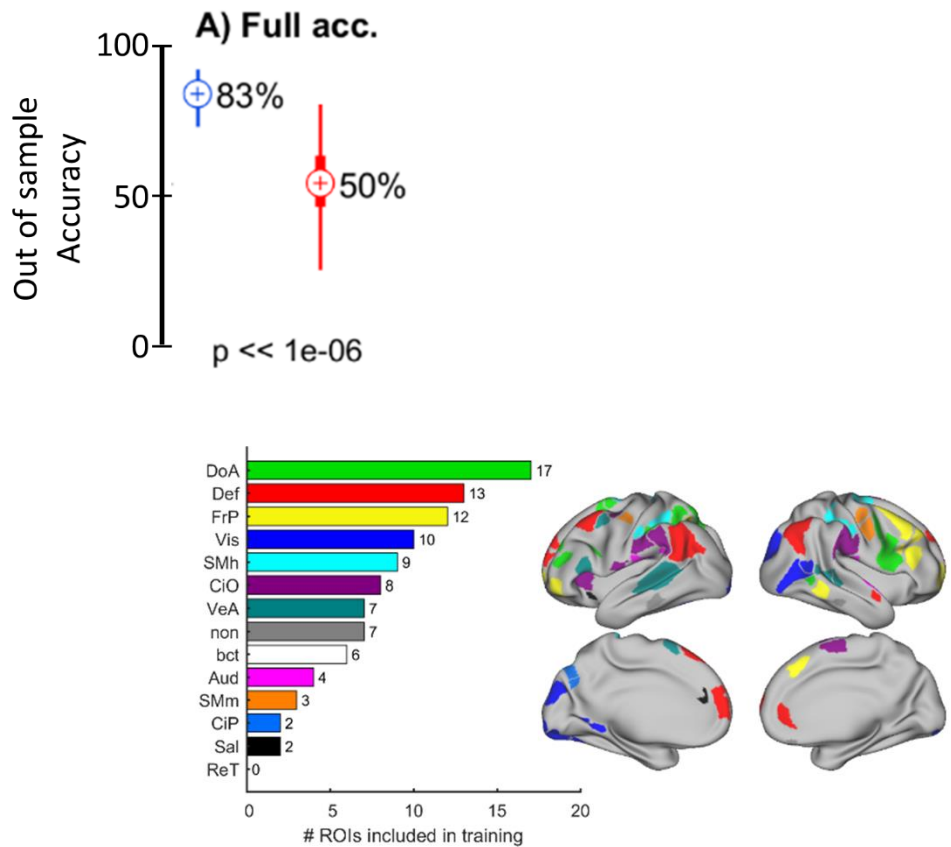 A) Full acc.
100
83%
Out of sample
Accuracy
50
50%
0
p << 1e-06
DoA 17
Def 13
FrP 12
Vis 10
SMh 9
CiO 8
VeA 7
non 7
bct 6
Aud 4
SMm 3
CiP 2
Sal 2
ReT 0
0 5 10 15 20
# ROIs included in training